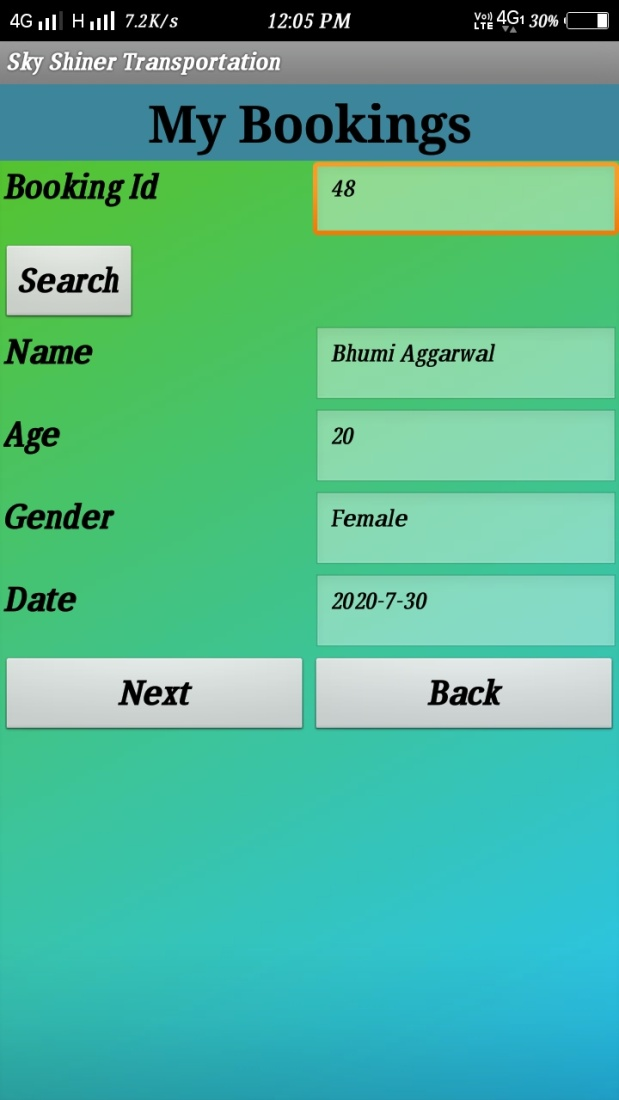 4G H 7.2K/s 12:05 PM Vo)) LTE 4G1 30%
Sky Shiner Transportation
My Bookings
Booking Id 48
Search
Name Bhumi Aggarwal
Age 20
Gender Female
Date 2020-7-30
Next Back